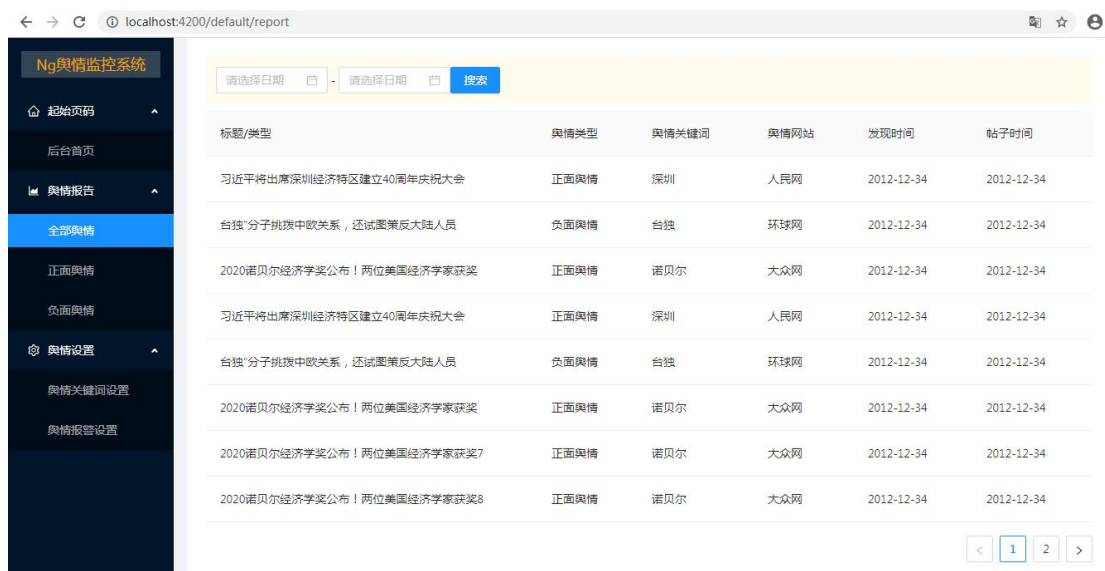 localhost:4200/default/report
Ng舆情监控系统
起始页码
后台首页
舆情报告
全部舆情
正面舆情
负面舆情
舆情设置
舆情关键词设置
舆情报警设置
请选择日期 - 请选择日期 搜索
标题/类型 舆情类型 舆情关键词 舆情网站 发现时间 帖子时间
习近平将出席深圳经济特区建立40周年庆祝大会 正面舆情 深圳 人民网 2012-12-34 2012-12-34
台独"分子挑拨中欧关系，还试图策反大陆人员 负面舆情 台独 环球网 2012-12-34 2012-12-34
2020诺贝尔经济学奖公布！两位美国经济学家获奖 正面舆情 诺贝尔 大众网 2012-12-34 2012-12-34
习近平将出席深圳经济特区建立40周年庆祝大会 正面舆情 深圳 人民网 2012-12-34 2012-12-34
台独"分子挑拨中欧关系，还试图策反大陆人员 负面舆情 台独 环球网 2012-12-34 2012-12-34
2020诺贝尔经济学奖公布！两位美国经济学家获奖 正面舆情 诺贝尔 大众网 2012-12-34 2012-12-34
2020诺贝尔经济学奖公布！两位美国经济学家获奖7 正面舆情 诺贝尔 大众网 2012-12-34 2012-12-34
2020诺贝尔经济学奖公布！两位美国经济学家获奖8 正面舆情 诺贝尔 大众网 2012-12-34 2012-12-34
< 1 2 >